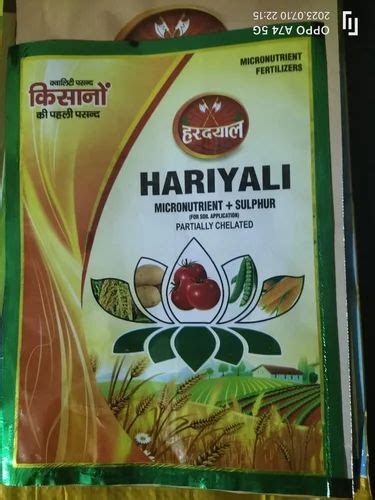 OPPO A74 5G
2023.07.10 22:15
MICRONUTRIENT
FERTILIZERS
क्वालिटी पसन्द
किसानों
की पहली पसन्द
हरदयाल
HARIYALI
MICRONUTRIENT + SULPHUR
(FOR SOIL APPLICATION)
PARTIALLY CHELATED